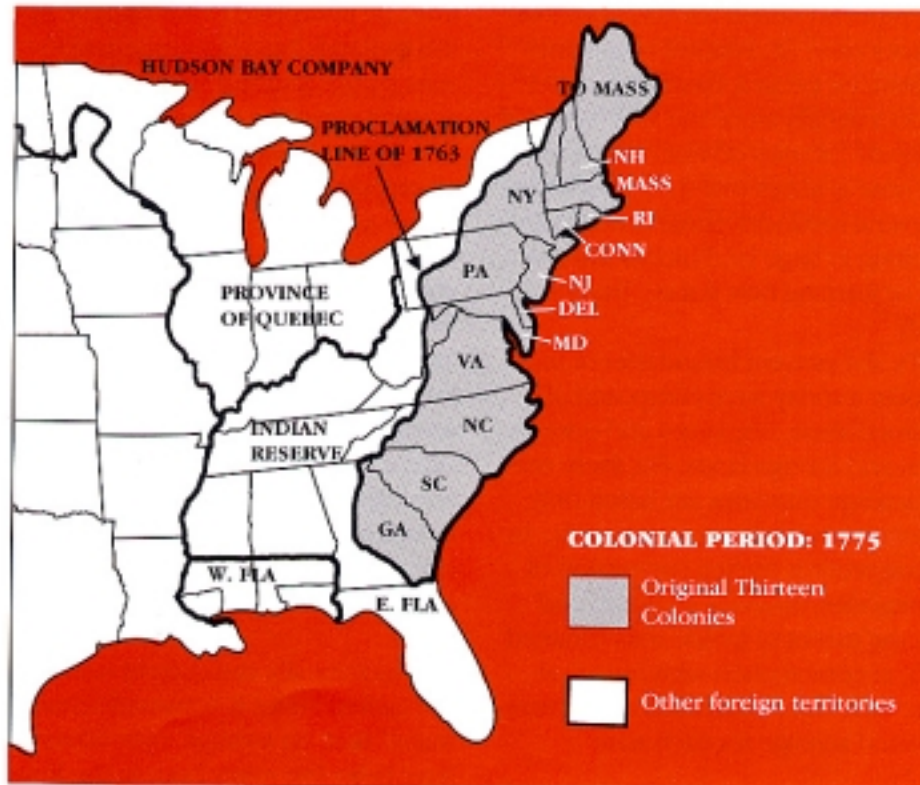 HUDSON BAY COMPANY
TO MASS
PROCLAMATION
LINE OF 1763
NH
MASS
NY
RI
CONN
PA
NJ
PROVINCE
OF QUEBEC
DEL
MD
VA
INDIAN
RESERVE
NC
SC
GA
COLONIAL PERIOD: 1775
W. FLA
Original Thirteen
Colonies
E. FLA
Other foreign territories